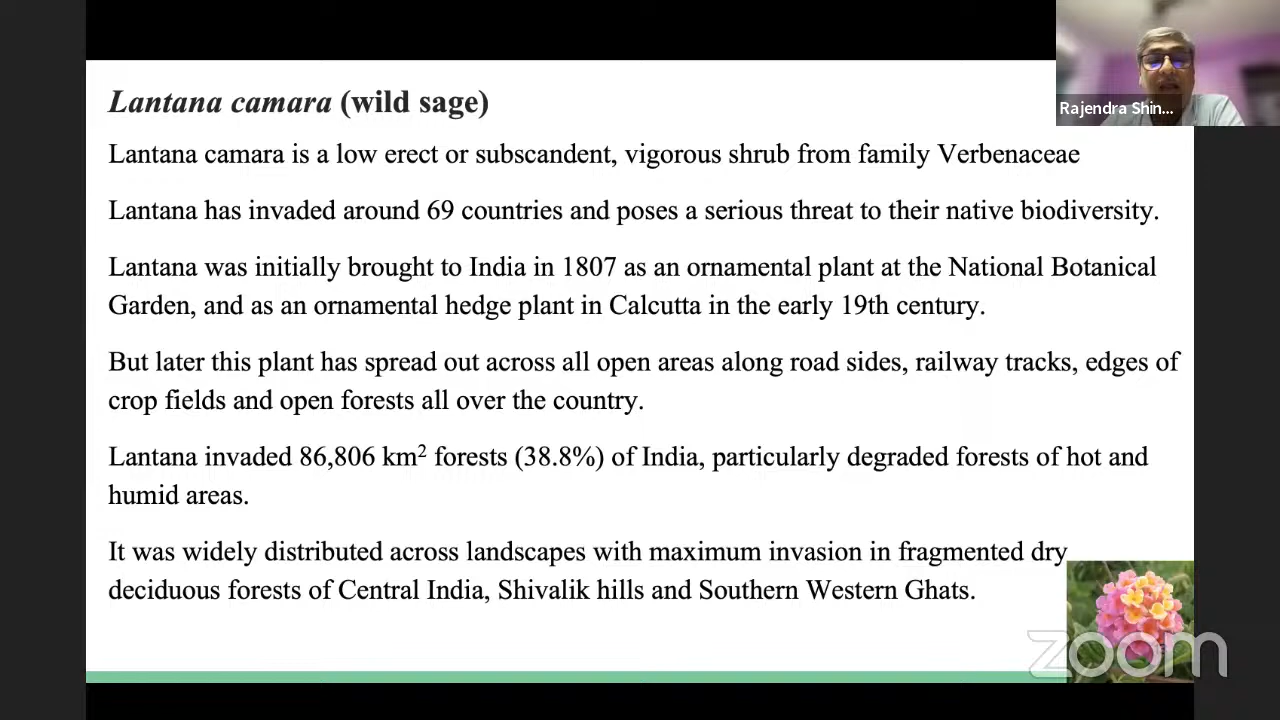 Lantana camara (wild sage)
Lantana camara is a low erect or subscandent, vigorous shrub from family Verbenaceae
Lantana has invaded around 69 countries and poses a serious threat to their native biodiversity.
Lantana was initially brought to India in 1807 as an ornamental plant at the National Botanical
Garden, and as an ornamental hedge plant in Calcutta in the early 19th century.
But later this plant has spread out across all open areas along road sides, railway tracks, edges of
crop fields and open forests all over the country.
Lantana invaded 86,806 km² forests (38.8%) of India, particularly degraded forests of hot and
humid areas.
It was widely distributed across landscapes with maximum invasion in fragmented dry
deciduous forests of Central India, Shivalik hills and Southern Western Ghats.
Rajendra Shin...
zoom